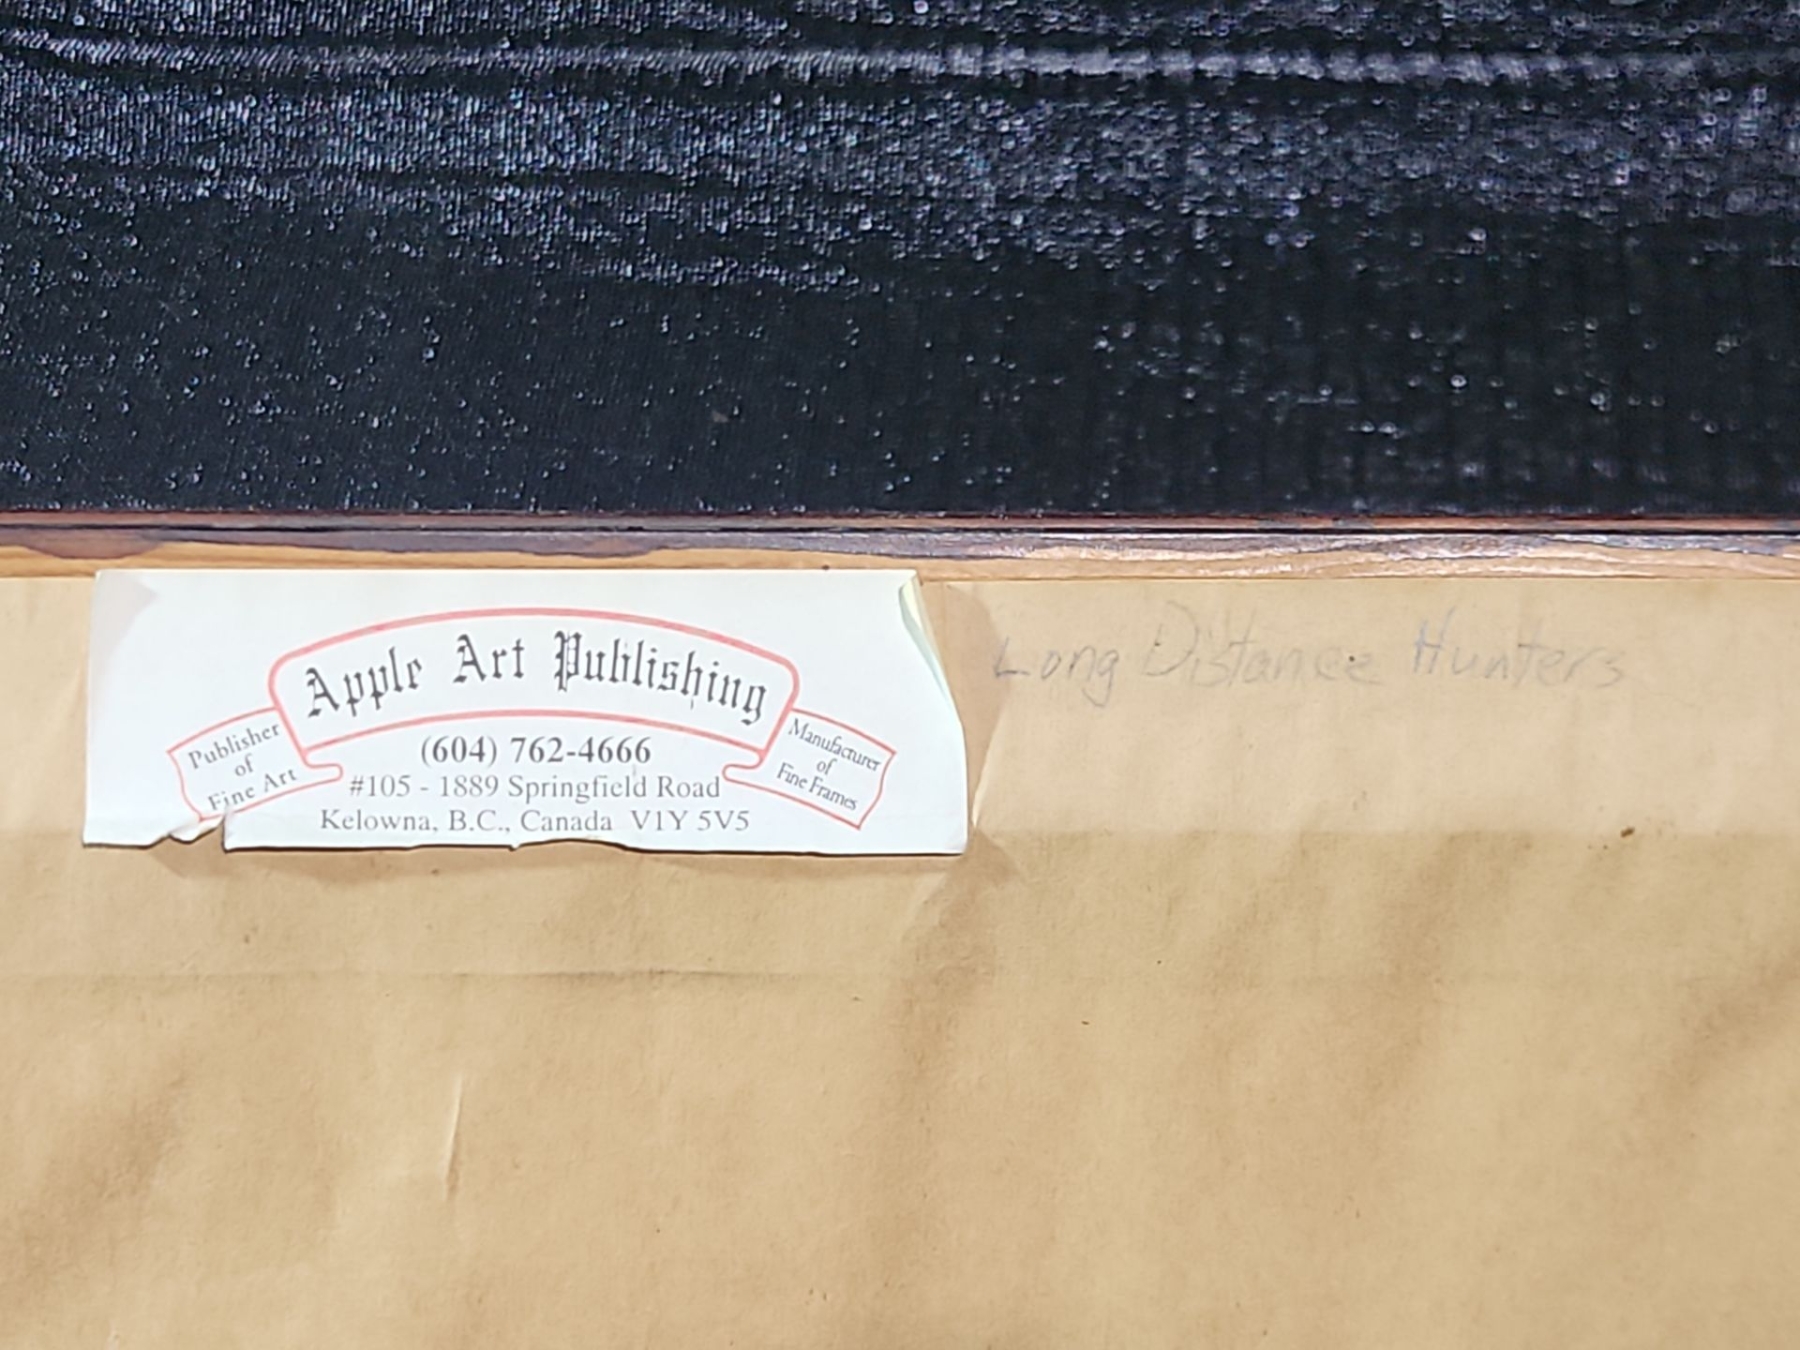 Apple Art Publishing
Publisher
of
Fine Art
(604) 762-4666
#105 - 1889 Springfield Road
Kelowna, B.C., Canada V1Y 5V5
Manufacturer
of
Fine Frames
Long Distance Hunters